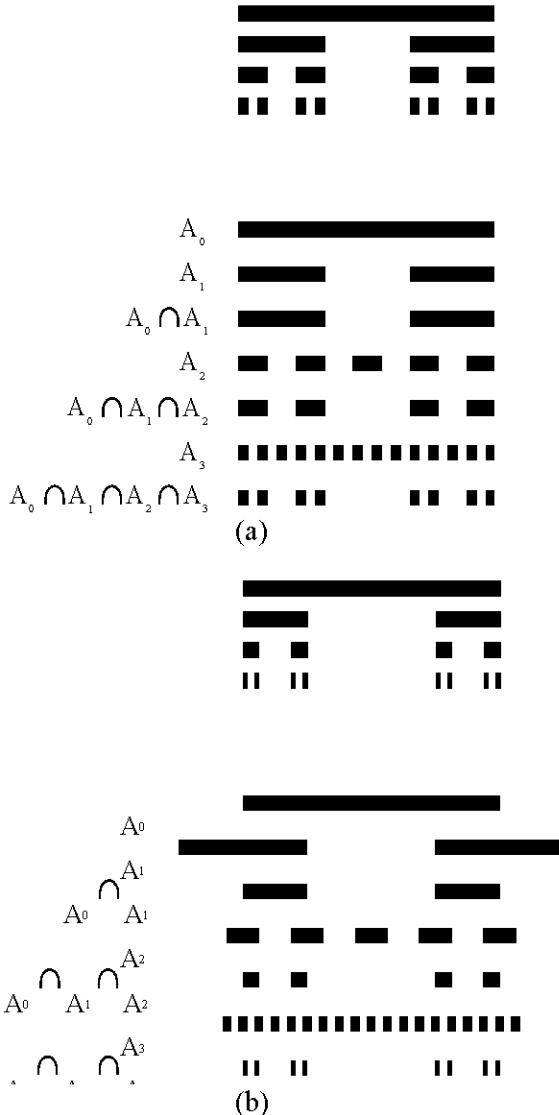 A₀
A₁
A₀ ∩ A₁
A₂
A₀ ∩ A₁ ∩ A₂
A₃
A₀ ∩ A₁ ∩ A₂ ∩ A₃
(a)
A0
A1
∩
A0 A1
A2
∩ ∩
A0 A1 A2
A3
∩ ∩
(b)